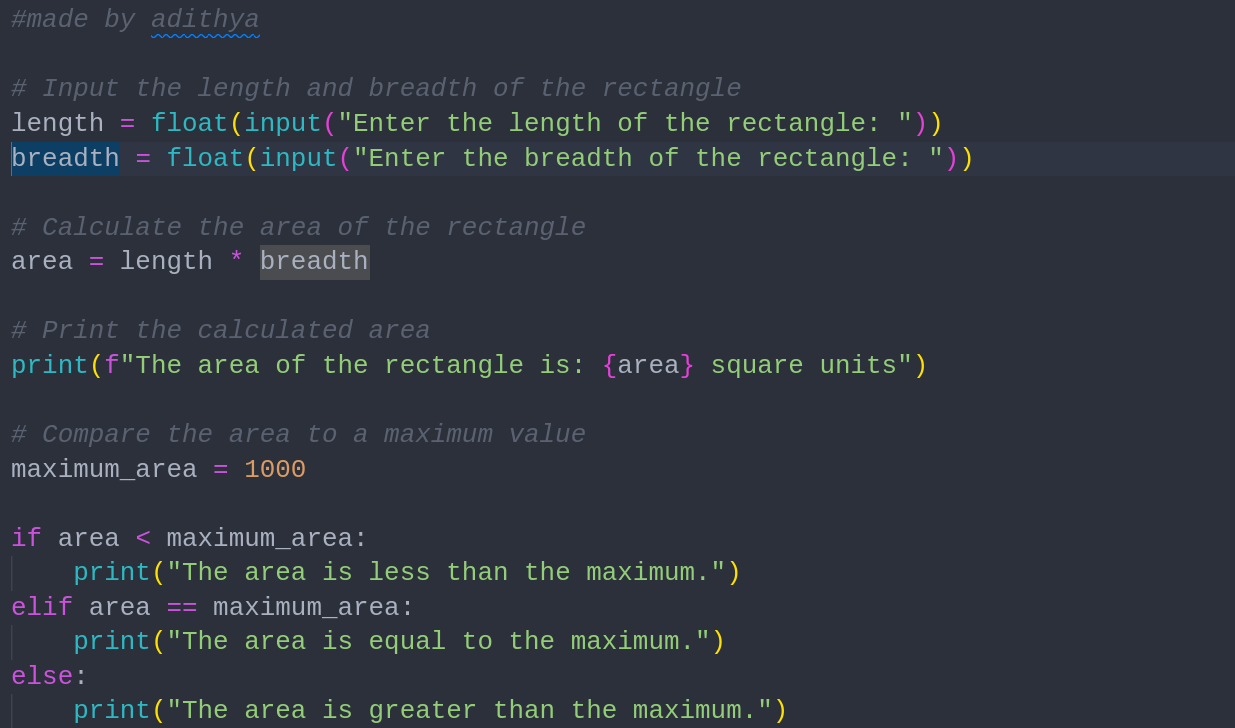 #made by adithya
# Input the length and breadth of the rectangle
length = float(input("Enter the length of the rectangle: "))
breadth = float(input("Enter the breadth of the rectangle: "))
# Calculate the area of the rectangle
area = length * breadth
# Print the calculated area
print(f"The area of the rectangle is: {area} square units")
# Compare the area to a maximum value
maximum_area = 1000
if area < maximum_area:
    print("The area is less than the maximum.")
elif area == maximum_area:
    print("The area is equal to the maximum.")
else:
    print("The area is greater than the maximum.")